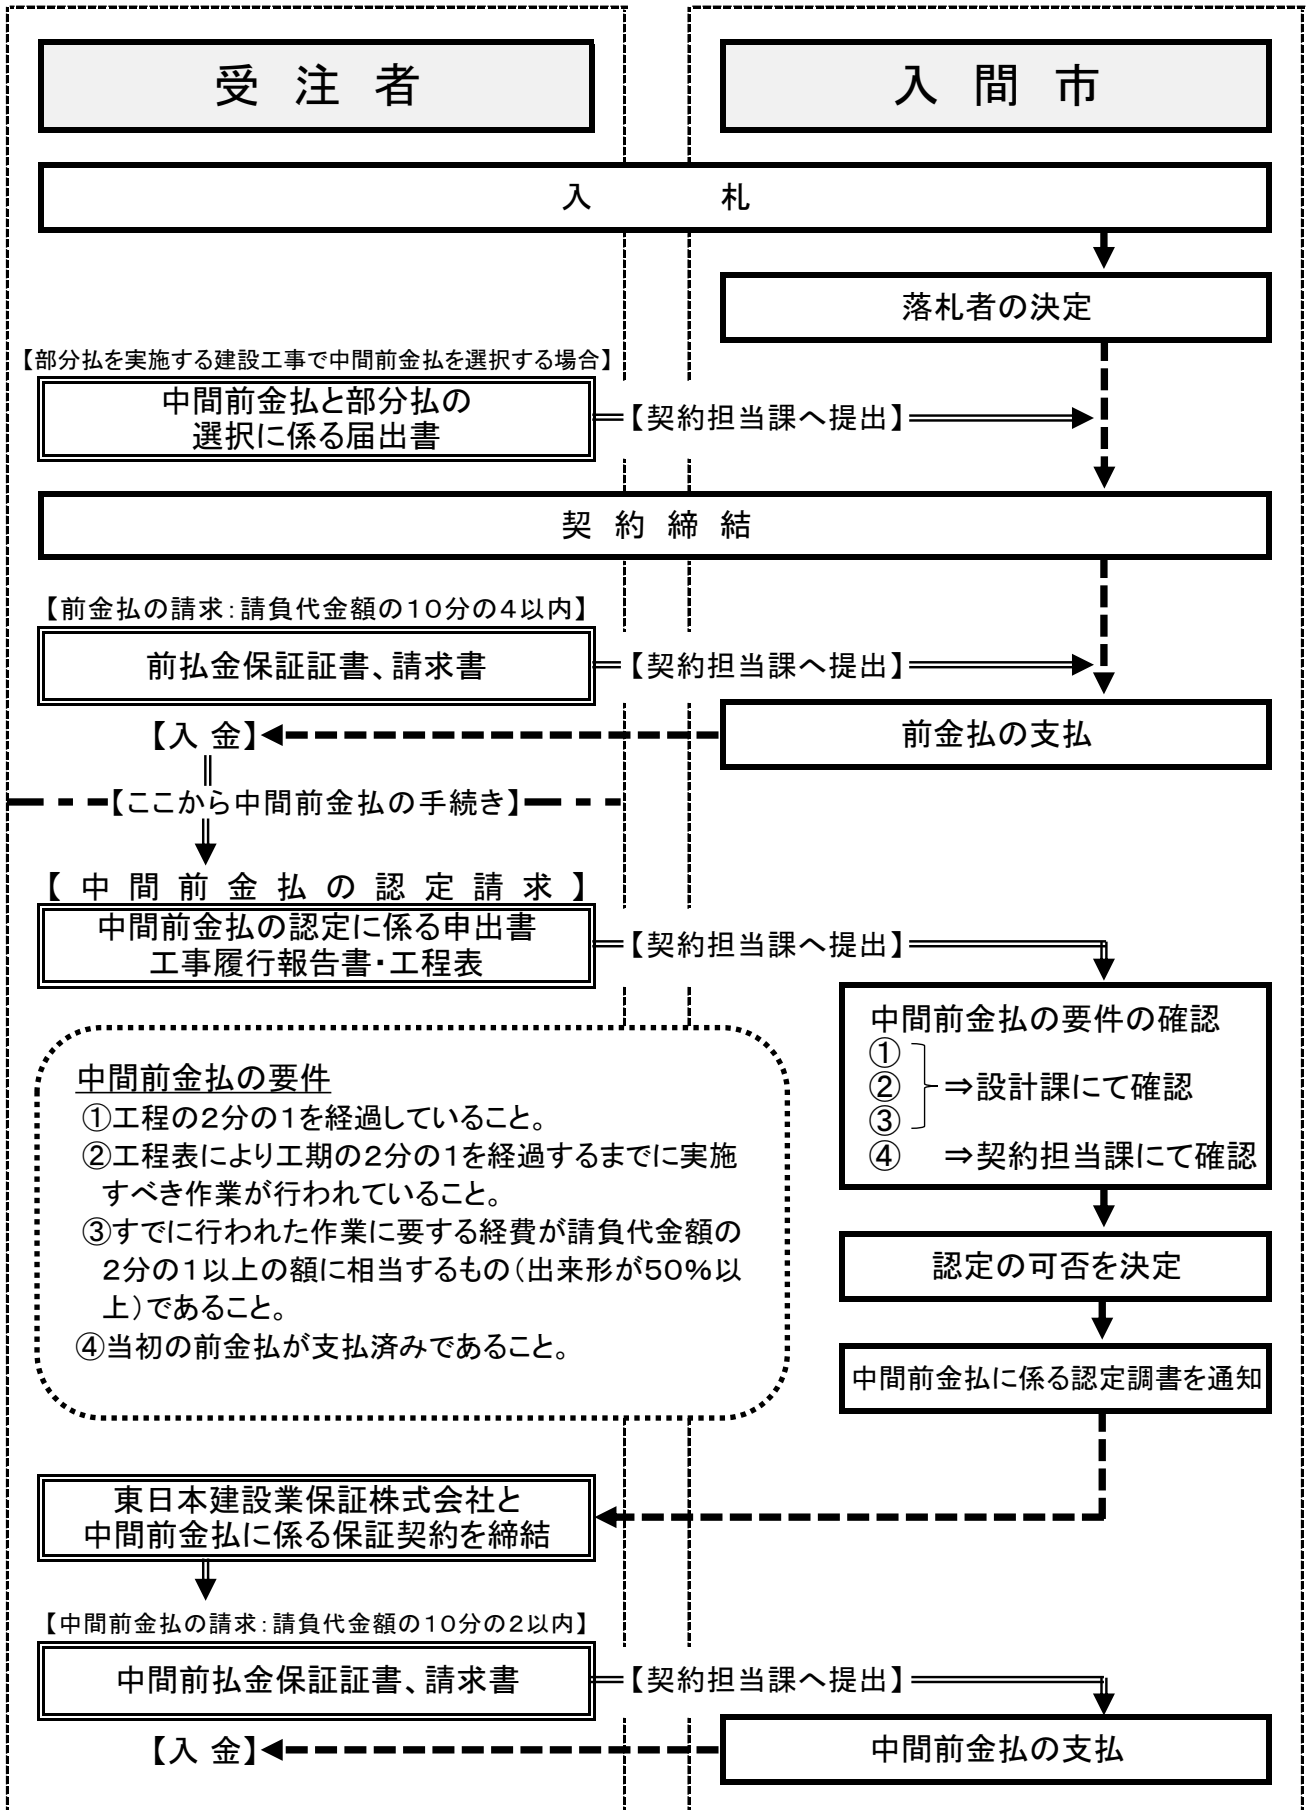 受 注 者
入 間 市
入 札
落札者の決定
【部分払を実施する建設工事で中間前金払を選択する場合】
中間前金払と部分払の
選択に係る届出書
【契約担当課へ提出】
契 約 締 結
【前金払の請求:請負代金額の10分の4以内】
前払金保証証書、請求書
【契約担当課へ提出】
【入 金】
前金払の支払
【ここから中間前金払の手続き】
【 中 間 前 金 払 の 認 定 請 求 】
中間前金払の認定に係る申出書
工事履行報告書・工程表
【契約担当課へ提出】
中間前金払の要件の確認
①
② ⇒設計課にて確認
③
④ ⇒契約担当課にて確認
中間前金払の要件
①工程の2分の1を経過していること。
②工程表により工期の2分の1を経過するまでに実施
すべき作業が行われていること。
③すでに行われた作業に要する経費が請負代金額の
2分の1以上の額に相当するもの(出来形が50%以
上)であること。
④当初の前金払が支払済みであること。
認定の可否を決定
中間前金払に係る認定調書を通知
東日本建設業保証株式会社と
中間前金払に係る保証契約を締結
【中間前金払の請求:請負代金額の10分の2以内】
中間前払金保証証書、請求書
【契約担当課へ提出】
【入 金】
中間前金払の支払